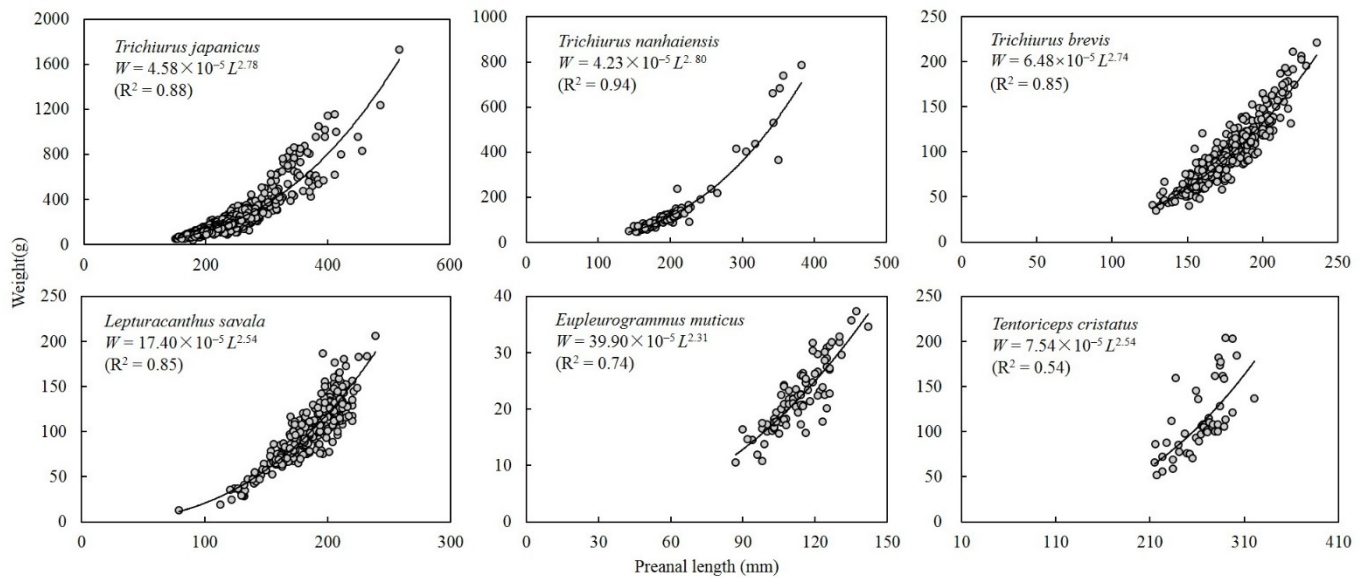 2000
1600
1200
800
400
0
0 200 400 600
Trichiurus japanicus
W = 4.58×10⁻⁵ L²·⁷⁸
(R² = 0.88)
1000
800
600
400
200
0
0 100 200 300 400 500
Trichiurus nanhaiensis
W = 4.23×10⁻⁵ L²· ⁸⁰
(R² = 0.94)
250
200
150
100
50
0
0 50 100 150 200 250
Trichiurus brevis
W = 6.48×10⁻⁵ L²·⁷⁴
(R² = 0.85)
Weight(g)
250
200
150
100
50
0
0 100 200 300
Lepturacanthus savala
W = 17.40×10⁻⁵ L²·⁵⁴
(R² = 0.85)
40
30
20
10
0
0 30 60 90 120 150
Eupleurogrammus muticus
W = 39.90×10⁻⁵ L²·³¹
(R² = 0.74)
250
200
150
100
50
0
10 110 210 310 410
Tentoriceps cristatus
W = 7.54×10⁻⁵ L²·⁵⁴
(R² = 0.54)
Preanal length (mm)